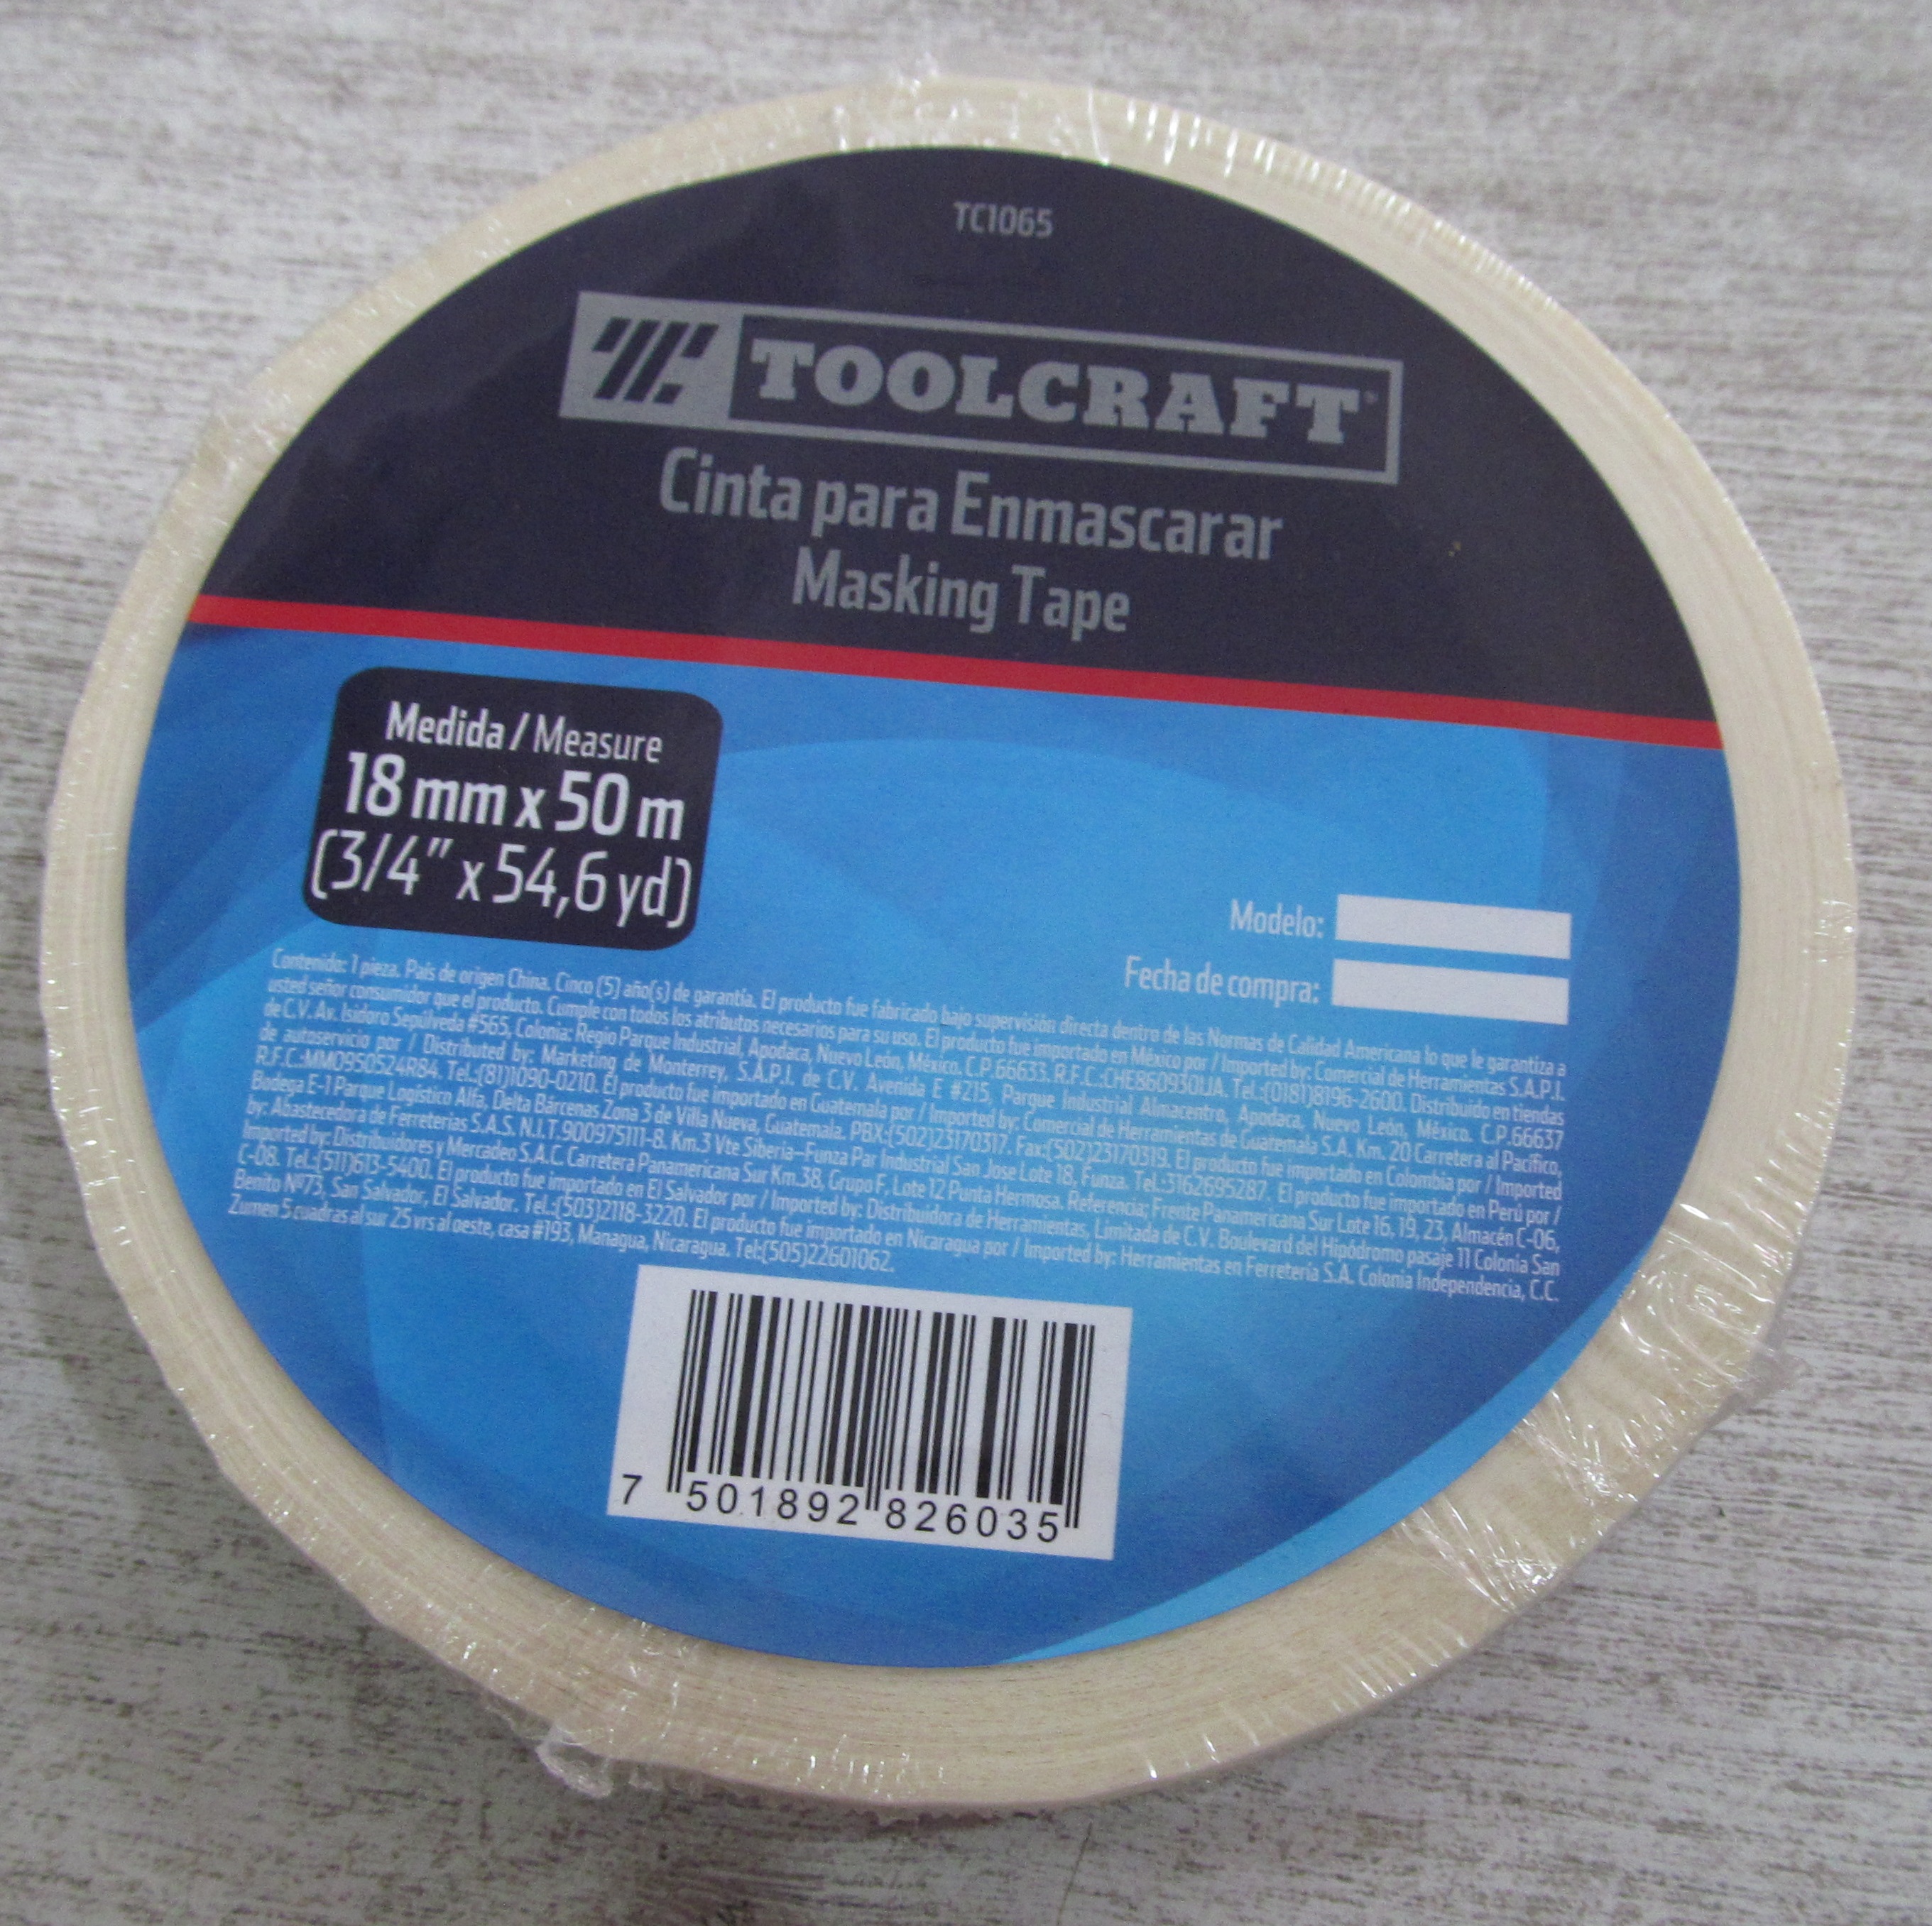 TC1065
TC TOOLCRAFT®
Cinta para Enmascarar
Masking Tape
Medida / Measure
18 mm x 50 m
(3/4" x 54,6 yd)
Modelo:
Fecha de compra:
Contenido: 1 pieza. País de origen China. Cinco (5) año(s) de garantía. El producto fue fabricado bajo supervisión directa dentro de las Normas de Calidad Americana lo que le garantiza a
usted señor consumidor que el producto. Cumple con todos los atributos necesarios para su uso. El producto fue importado en México por / Imported by: Comercial de Herramientas S.A.P.I.
de C.V. Av. Isidoro Sepúlveda #565, Colonia: Regio Parque Industrial, Apodaca, Nuevo León, México. C.P. 66633. R.F.C.:CHE860930IJA. Tel.:(0181)8196-2600. Distribuido en tiendas
de autoservicio por / Distributed by: Marketing de Monterrey, S.A.P.I. de C.V. Avenida E #215, Parque Industrial Almacentro, Apodaca, Nuevo León, México. C.P. 66637
R.F.C.:MMO950524R84. Tel.:(81)1090-0210. El producto fue importado en Guatemala por / Imported by: Comercial de Herramientas de Guatemala S.A. Km. 20 Carretera al Pacífico,
Bodega E-1 Parque Logístico Alfa, Delta Bárcenas Zona 3 de Villa Nueva, Guatemala. PBX:(502)23170317. Fax:(502)23170319. El producto fue importado en Colombia por / Imported
by: Abastecedora de Ferreterías S.A.S. N.I.T.900975111-8. Km.3 Vte Siberia-Funza Par Industrial San Jose Lote 18, Funza. Tel.:3162695287. El producto fue importado en Perú por /
Imported by: Distribuidores y Mercadeo S.A.C. Carretera Panamericana Sur Km.38, Grupo F, Lote 12 Punta Hermosa. Referencia; Frente Panamericana Sur Lote 16, 19, 23, Almacén C-06,
C-08. Tel.:(511)613-5400. El producto fue importado en El Salvador por / Imported by: Distribuidora de Herramientas, Limitada de C.V. Boulevard del Hipódromo pasaje 11 Colonia San
Benito Nº73, San Salvador, El Salvador. Tel.:(503)2118-3220. El producto fue importado en Nicaragua por / Imported by: Herramientas en Ferretería S.A. Colonia Independencia, C.C.
Zumen 5 cuadras al sur 25 vrs al oeste, casa #193, Managua, Nicaragua. Tel:(505)22601062.
7 501892 826035